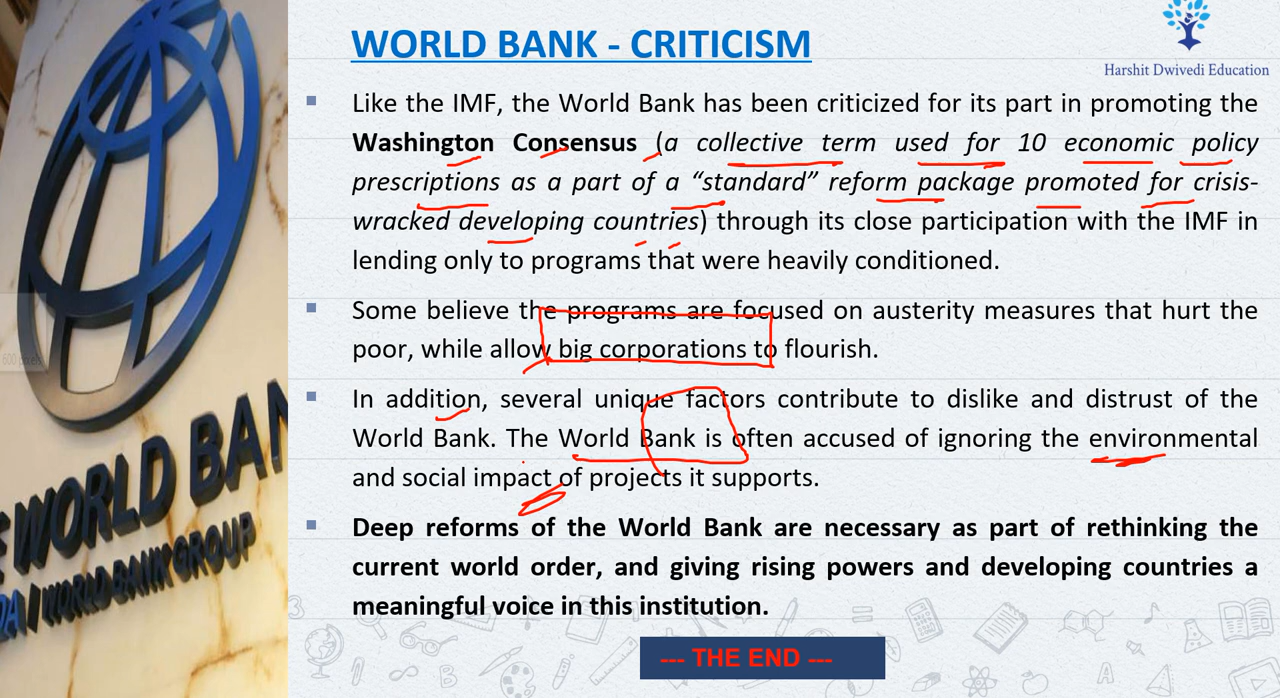 WORLD BANK - CRITICISM
Harshit Dwivedi Education
Like the IMF, the World Bank has been criticized for its part in promoting the
Washington Consensus (a collective term used for 10 economic policy
prescriptions as a part of a “standard” reform package promoted for crisis-
wracked developing countries) through its close participation with the IMF in
lending only to programs that were heavily conditioned.
Some believe the programs are focused on austerity measures that hurt the
poor, while allow big corporations to flourish.
In addition, several unique factors contribute to dislike and distrust of the
World Bank. The World Bank is often accused of ignoring the environmental
and social impact of projects it supports.
Deep reforms of the World Bank are necessary as part of rethinking the
current world order, and giving rising powers and developing countries a
meaningful voice in this institution.
--- THE END ---
WORLD BAN
DA | WORLD BANK GROUP